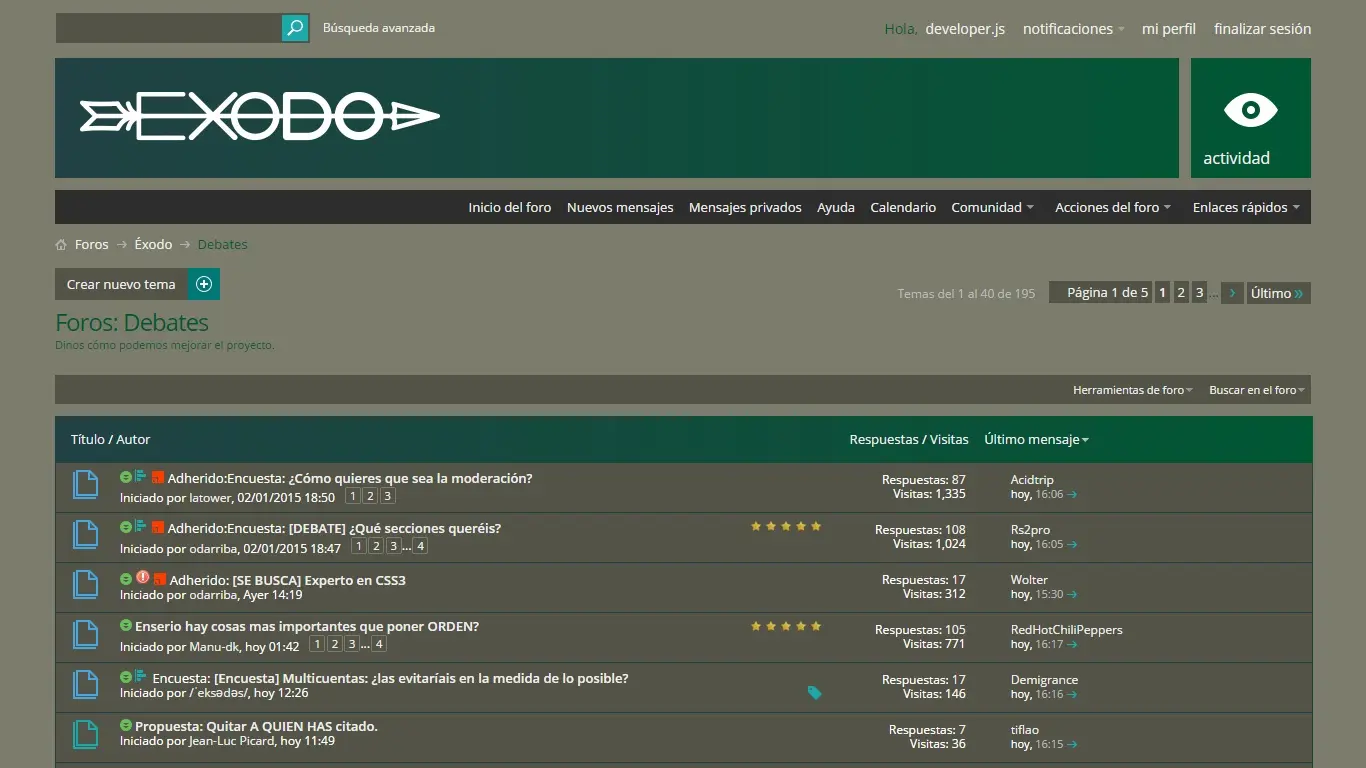 Búsqueda avanzada
Hola, developer.js notificaciones mi perfil finalizar sesión
EXODO
actividad
Inicio del foro Nuevos mensajes Mensajes privados Ayuda Calendario Comunidad Acciones del foro Enlaces rápidos
Foros → Éxodo → Debates
Crear nuevo tema
Temas del 1 al 40 de 195 Página 1 de 5 1 2 3 ... > Último »
Foros: Debates
Dinos cómo podemos mejorar el proyecto.
Herramientas de foro Buscar en el foro
Título / Autor Respuestas / Visitas Último mensaje
Adherido:Encuesta: ¿Cómo quieres que sea la moderación?
Iniciado por latower, 02/01/2015 18:50 1 2 3
Respuestas: 87
Visitas: 1,335
Acidtrip
hoy, 16:06
Adherido:Encuesta: [DEBATE] ¿Qué secciones queréis?
Iniciado por odarriba, 02/01/2015 18:47 1 2 3 ... 4
Respuestas: 108
Visitas: 1,024
Rs2pro
hoy, 16:05
Adherido: [SE BUSCA] Experto en CSS3
Iniciado por odarriba, Ayer 14:19
Respuestas: 17
Visitas: 312
Wolter
hoy, 15:30
Enserio hay cosas mas importantes que poner ORDEN?
Iniciado por Manu-dk, hoy 01:42 1 2 3 ... 4
Respuestas: 105
Visitas: 771
RedHotChiliPeppers
hoy, 16:17
Encuesta: [Encuesta] Multicuentas: ¿las evitaríais en la medida de lo posible?
Iniciado por /ˈeksədəs/, hoy 12:26
Respuestas: 17
Visitas: 146
Demigrance
hoy, 16:16
Propuesta: Quitar A QUIEN HAS citado.
Iniciado por Jean-Luc Picard, hoy 11:49
Respuestas: 7
Visitas: 36
tiflao
hoy, 16:15